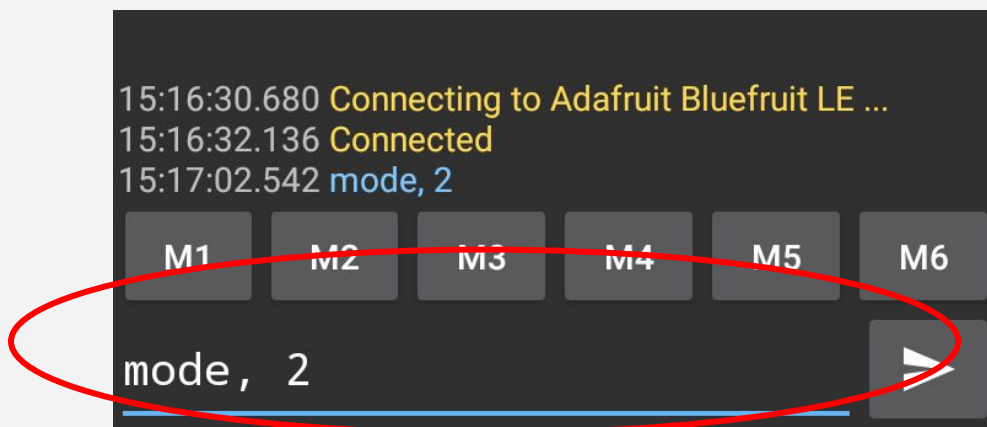 15:16:30.680 Connecting to Adafruit Bluefruit LE ...
15:16:32.136 Connected
15:17:02.542 mode, 2
M1 M2 M3 M4 M5 M6
mode, 2